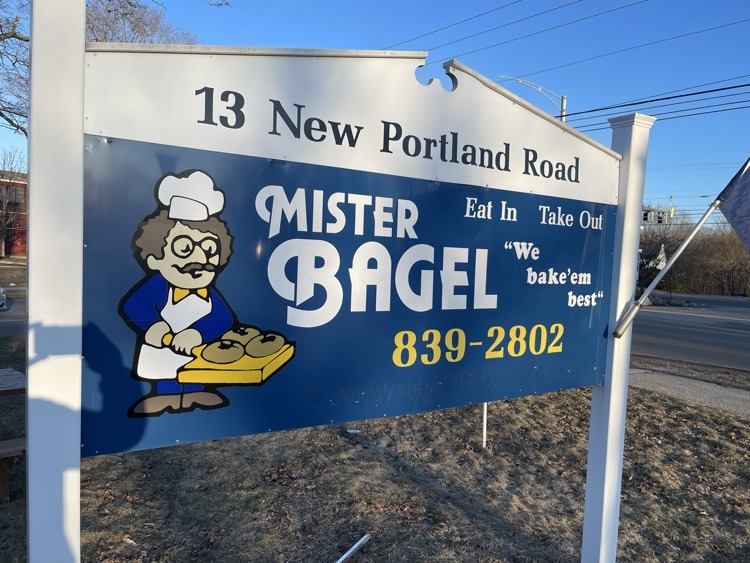 13 New Portland Road
MISTER
BAGEL
Eat In Take Out
"We
bake'em
best"
839-2802